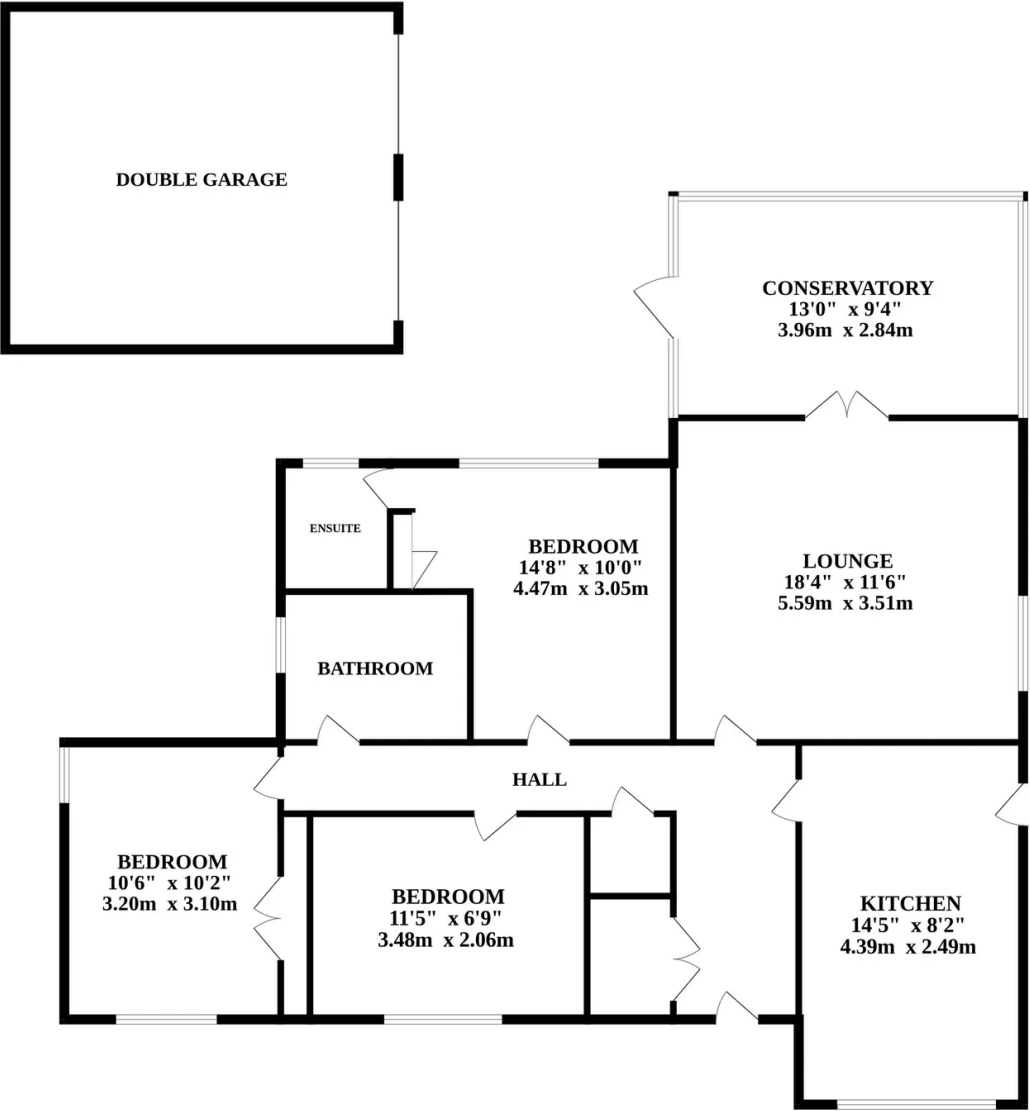 DOUBLE GARAGE
CONSERVATORY
13'0" x 9'4"
3.96m x 2.84m
ENSUITE
BEDROOM
14'8" x 10'0"
4.47m x 3.05m
LOUNGE
18'4" x 11'6"
5.59m x 3.51m
BATHROOM
HALL
BEDROOM
10'6" x 10'2"
3.20m x 3.10m
BEDROOM
11'5" x 6'9"
3.48m x 2.06m
KITCHEN
14'5" x 8'2"
4.39m x 2.49m